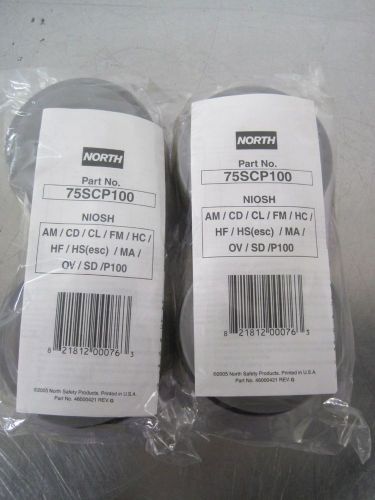 NORTH
Part No.
75SCP100
NIOSH
AM / CD / CL / FM / HC /
HF / HS(esc) / MA /
OV / SD /P100
8 21812 00076 3
©2005 North Safety Products. Printed in U.S.A.
Part No. 46000421 REV. G
NORTH
Part No.
75SCP100
NIOSH
AM / CD / CL / FM / HC /
HF / HS(esc) / MA /
OV / SD /P100
8 21812 00076 3
©2005 North Safety Products. Printed in U.S.A.
Part No. 46000421 REV. G